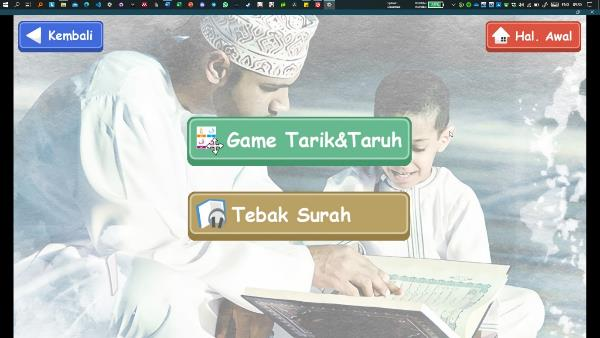 Kembali
Hal. Awal
Game Tarik&Taruh
Tebak Surah